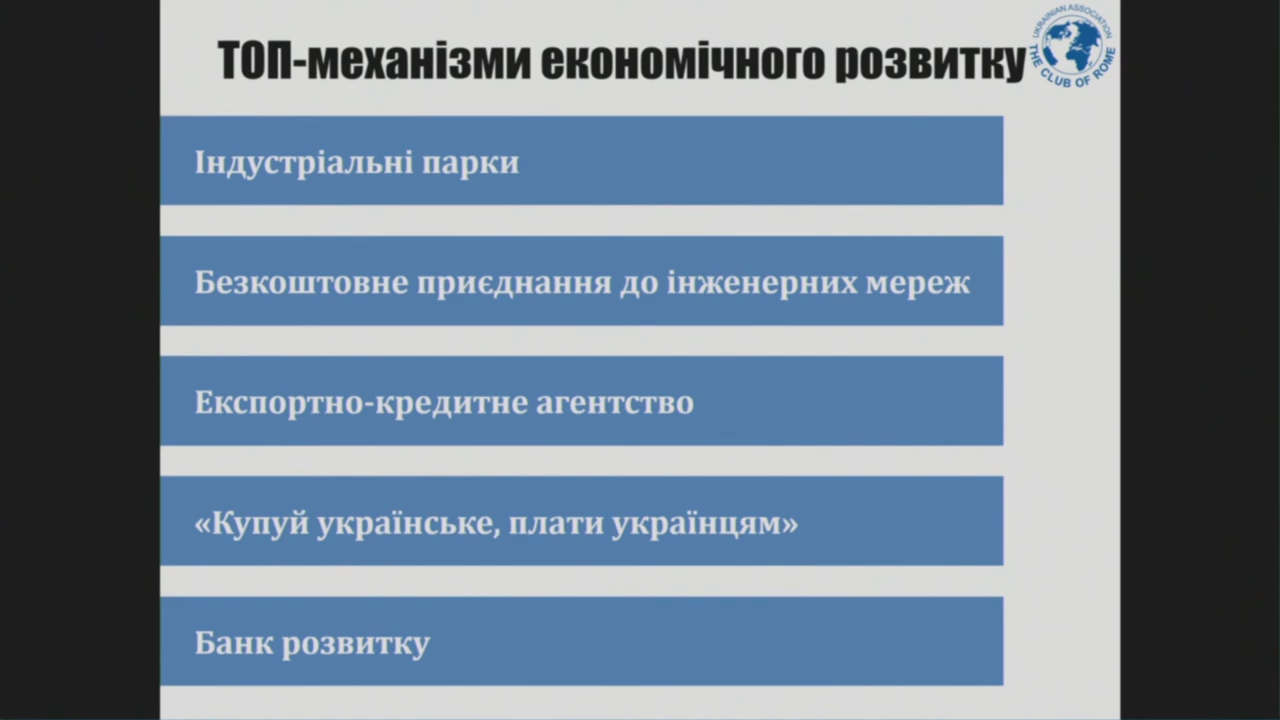 ТОП-механізми економічного розвитку
UKRAINIAN ASSOCIATION
THE CLUB OF ROME
Індустріальні парки
Безкоштовне приєднання до інженерних мереж
Експортно-кредитне агентство
«Купуй українське, плати українцям»
Банк розвитку